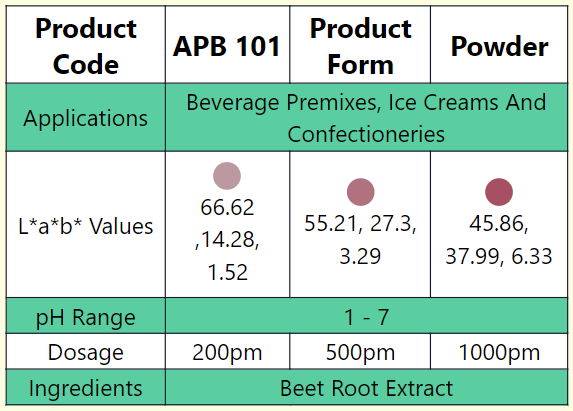 Product Code APB 101 Product Form Powder
Applications Beverage Premixes, Ice Creams And Confectioneries
L*a*b* Values 66.62 ,14.28, 1.52 55.21, 27.3, 3.29 45.86, 37.99, 6.33
pH Range 1 - 7
Dosage 200pm 500pm 1000pm
Ingredients Beet Root Extract